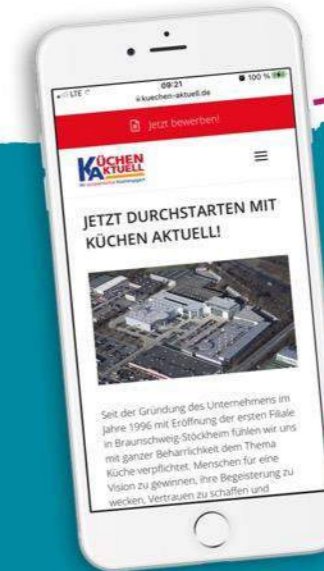 LTE
09:21
100 %
kuechen-aktuell.de
Jetzt bewerben!
KÜCHEN
AKTUELL
JETZT DURCHSTARTEN MIT
KÜCHEN AKTUELL!
Seit der Gründung des Unternehmens im
Jahre 1996 mit Eröffnung der ersten Filiale
in Braunschweig-Stöckheim fühlen wir uns
mit ganzer Beharrlichkeit dem Thema
Küche verpflichtet. Menschen für eine
Vision zu gewinnen, ihre Begeisterung zu
wecken, Vertrauen zu schaffen und